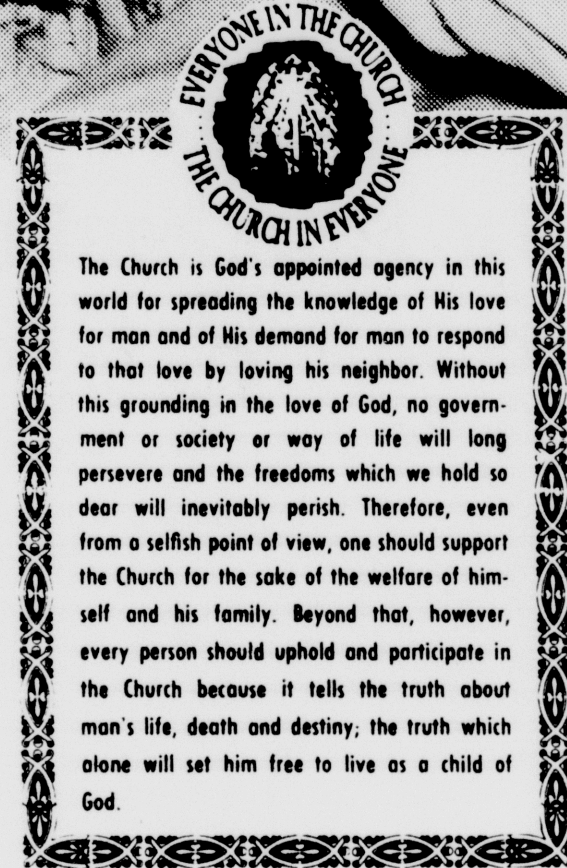 EVERYONE IN THE CHURCH
THE CHURCH IN EVERYONE
The Church is God's appointed agency in this
world for spreading the knowledge of His love
for man and of His demand for man to respond
to that love by loving his neighbor. Without
this grounding in the love of God, no govern-
ment or society or way of life will long
persevere and the freedoms which we hold so
dear will inevitably perish. Therefore, even
from a selfish point of view, one should support
the Church for the sake of the welfare of him-
self and his family. Beyond that, however,
every person should uphold and participate in
the Church because it tells the truth about
man's life, death and destiny; the truth which
alone will set him free to live as a child of
God.